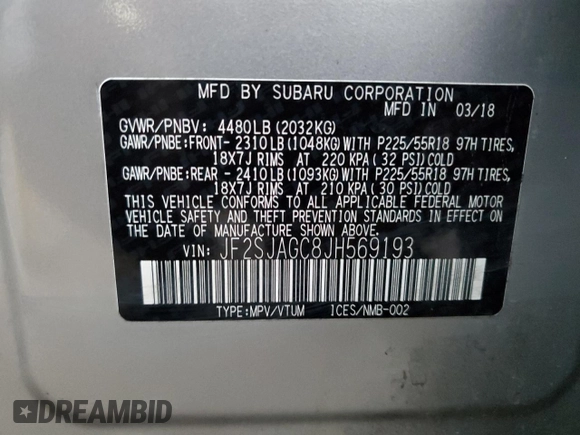 MFD BY SUBARU CORPORATION
MFD IN 03/18
GVWR/PNBV: 4480LB(2032KG)
GAWR/PNBE:FRONT- 2310LB(1048KG)WITH P225/55R18 97H TIRES,
18X7J RIMS AT 220 KPA( 32 PSI)COLD
GAWR/PNBE:REAR - 2410LB(1093KG)WITH P225/55R18 97H TIRES,
18X7J RIMS AT 210 KPA( 30 PSI)COLD
THIS VEHICLE CONFORMS TO ALL APPLICABLE FEDERAL MOTOR
VEHICLE SAFETY AND THEFT PREVENTION STANDARDS IN EFFECT ON
THE DATE OF MANUFACTURE SHOWN ABOVE.
VIN: JF2SJAGC8JH569193
TYPE:MPV/VTUM ICES/NMB-002
DREAMBID